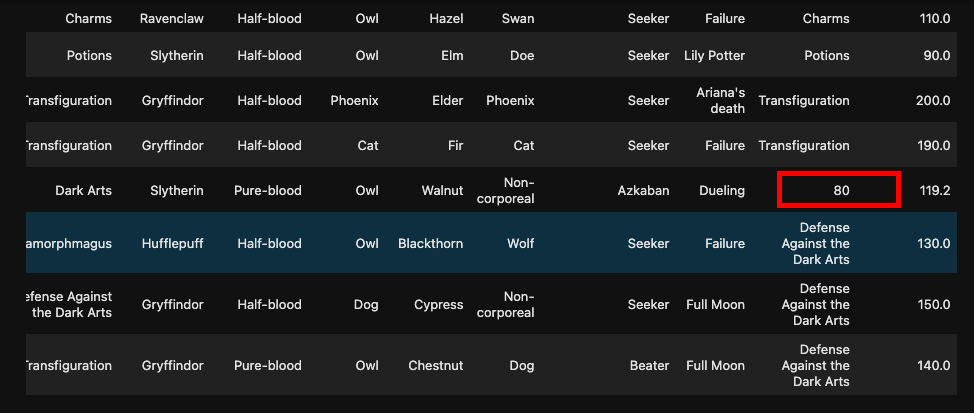 Charms Ravenclaw Half-blood Owl Hazel Swan Seeker Failure Charms 110.0
Potions Slytherin Half-blood Owl Elm Doe Seeker Lily Potter Potions 90.0
Transfiguration Gryffindor Half-blood Phoenix Elder Phoenix Seeker Ariana's death Transfiguration 200.0
Transfiguration Gryffindor Half-blood Cat Fir Cat Seeker Failure Transfiguration 190.0
Dark Arts Slytherin Pure-blood Owl Walnut Non-corporeal Azkaban Dueling 80 119.2
amorphmagus Hufflepuff Half-blood Owl Blackthorn Wolf Seeker Failure Defense Against the Dark Arts 130.0
efense Against the Dark Arts Gryffindor Half-blood Dog Cypress Non-corporeal Seeker Full Moon Defense Against the Dark Arts 150.0
Transfiguration Gryffindor Pure-blood Owl Chestnut Dog Beater Full Moon Defense Against the Dark Arts 140.0